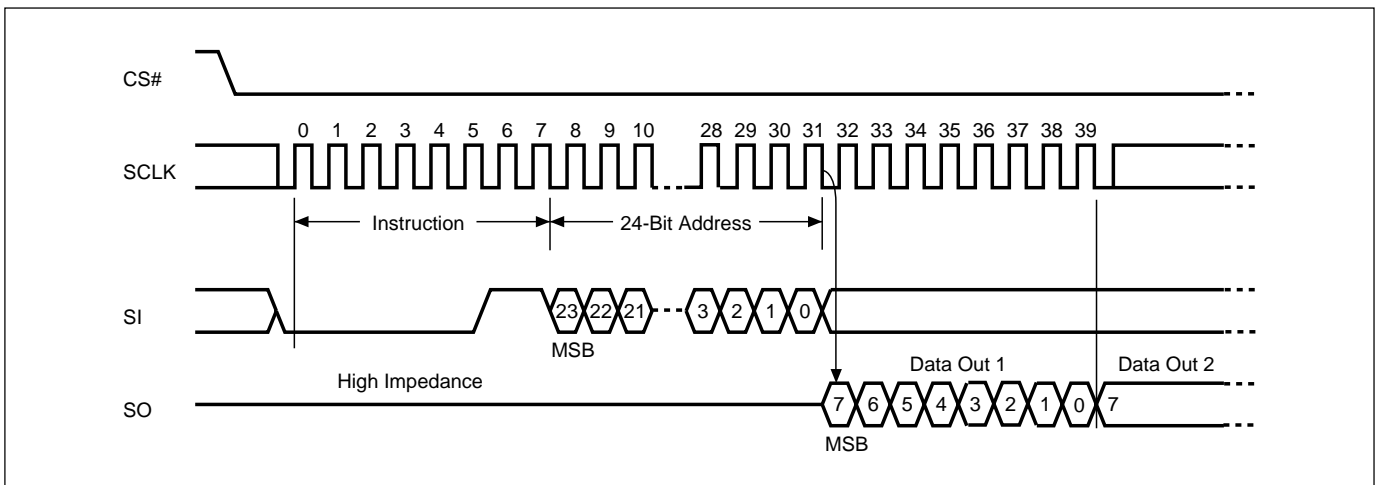 CS#
0 1 2 3 4 5 6 7 8 9 10 28 29 30 31 32 33 34 35 36 37 38 39
SCLK
Instruction 24-Bit Address
SI
23 22 21 3 2 1 0
MSB
High Impedance
Data Out 1 Data Out 2
SO
7 6 5 4 3 2 1 0 7
MSB